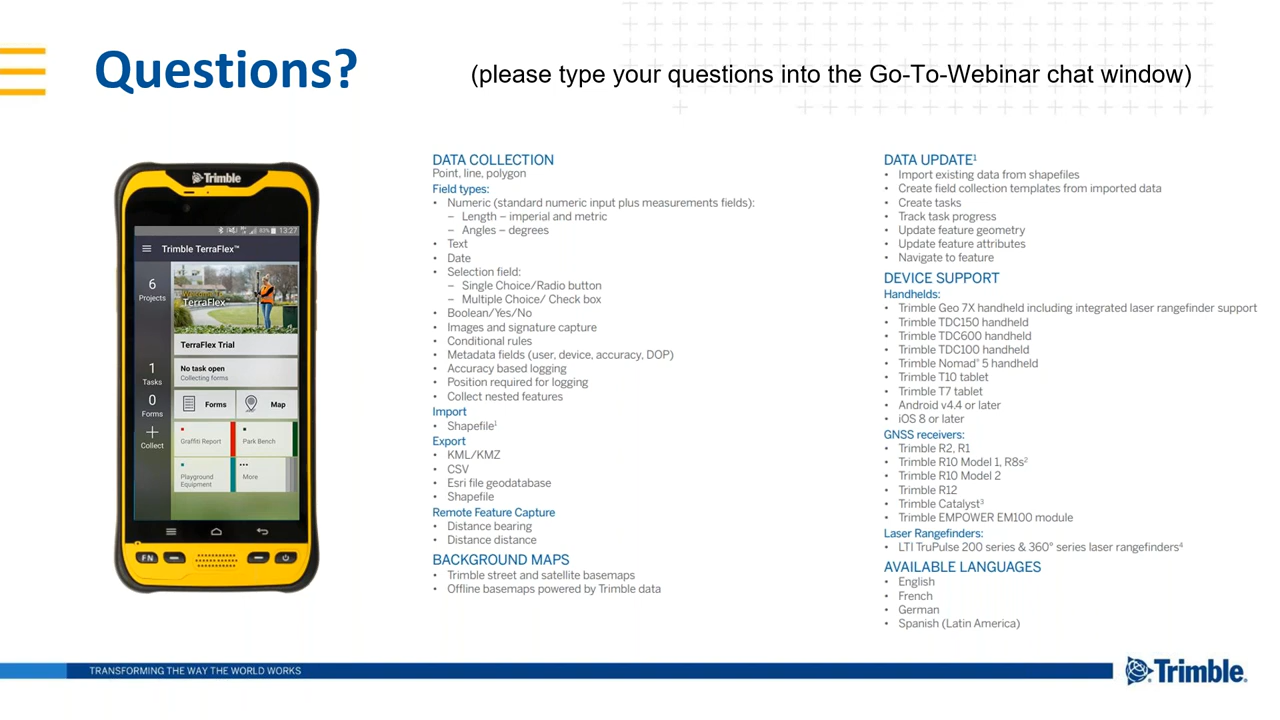 Questions?
(please type your questions into the Go-To-Webinar chat window)
Trimble
13:27
Trimble TerraFlex™
6
Projects
TerraFlex
TerraFlex Trial
1
Tasks
No task open
Collecting forms
0
Forms
Forms
Map
Collect
Graffiti Report
Park Bench
Playground
Equipment
More
FN
DATA COLLECTION
Point, line, polygon
Field types:
• Numeric (standard numeric input plus measurements fields):
– Length – imperial and metric
– Angles – degrees
• Text
• Date
• Selection field:
– Single Choice/Radio button
– Multiple Choice/ Check box
• Boolean/Yes/No
• Images and signature capture
• Conditional rules
• Metadata fields (user, device, accuracy, DOP)
• Accuracy based logging
• Position required for logging
• Collect nested features
Import
• Shapefile¹
Export
• KML/KMZ
• CSV
• Esri file geodatabase
• Shapefile
Remote Feature Capture
• Distance bearing
• Distance distance
BACKGROUND MAPS
• Trimble street and satellite basemaps
• Offline basemaps powered by Trimble data
DATA UPDATE¹
• Import existing data from shapefiles
• Create field collection templates from imported data
• Create tasks
• Track task progress
• Update feature geometry
• Update feature attributes
• Navigate to feature
DEVICE SUPPORT
Handhelds:
• Trimble Geo 7X handheld including integrated laser rangefinder support
• Trimble TDC150 handheld
• Trimble TDC600 handheld
• Trimble TDC100 handheld
• Trimble Nomad® 5 handheld
• Trimble T10 tablet
• Trimble T7 tablet
• Android v4.4 or later
• iOS 8 or later
GNSS receivers:
• Trimble R2, R1
• Trimble R10 Model 1, R8s²
• Trimble R10 Model 2
• Trimble R12
• Trimble Catalyst³
• Trimble EMPOWER EM100 module
Laser Rangefinders:
• LTI TruPulse 200 series & 360° series laser rangefinders⁴
AVAILABLE LANGUAGES
• English
• French
• German
• Spanish (Latin America)
TRANSFORMING THE WAY THE WORLD WORKS
Trimble.